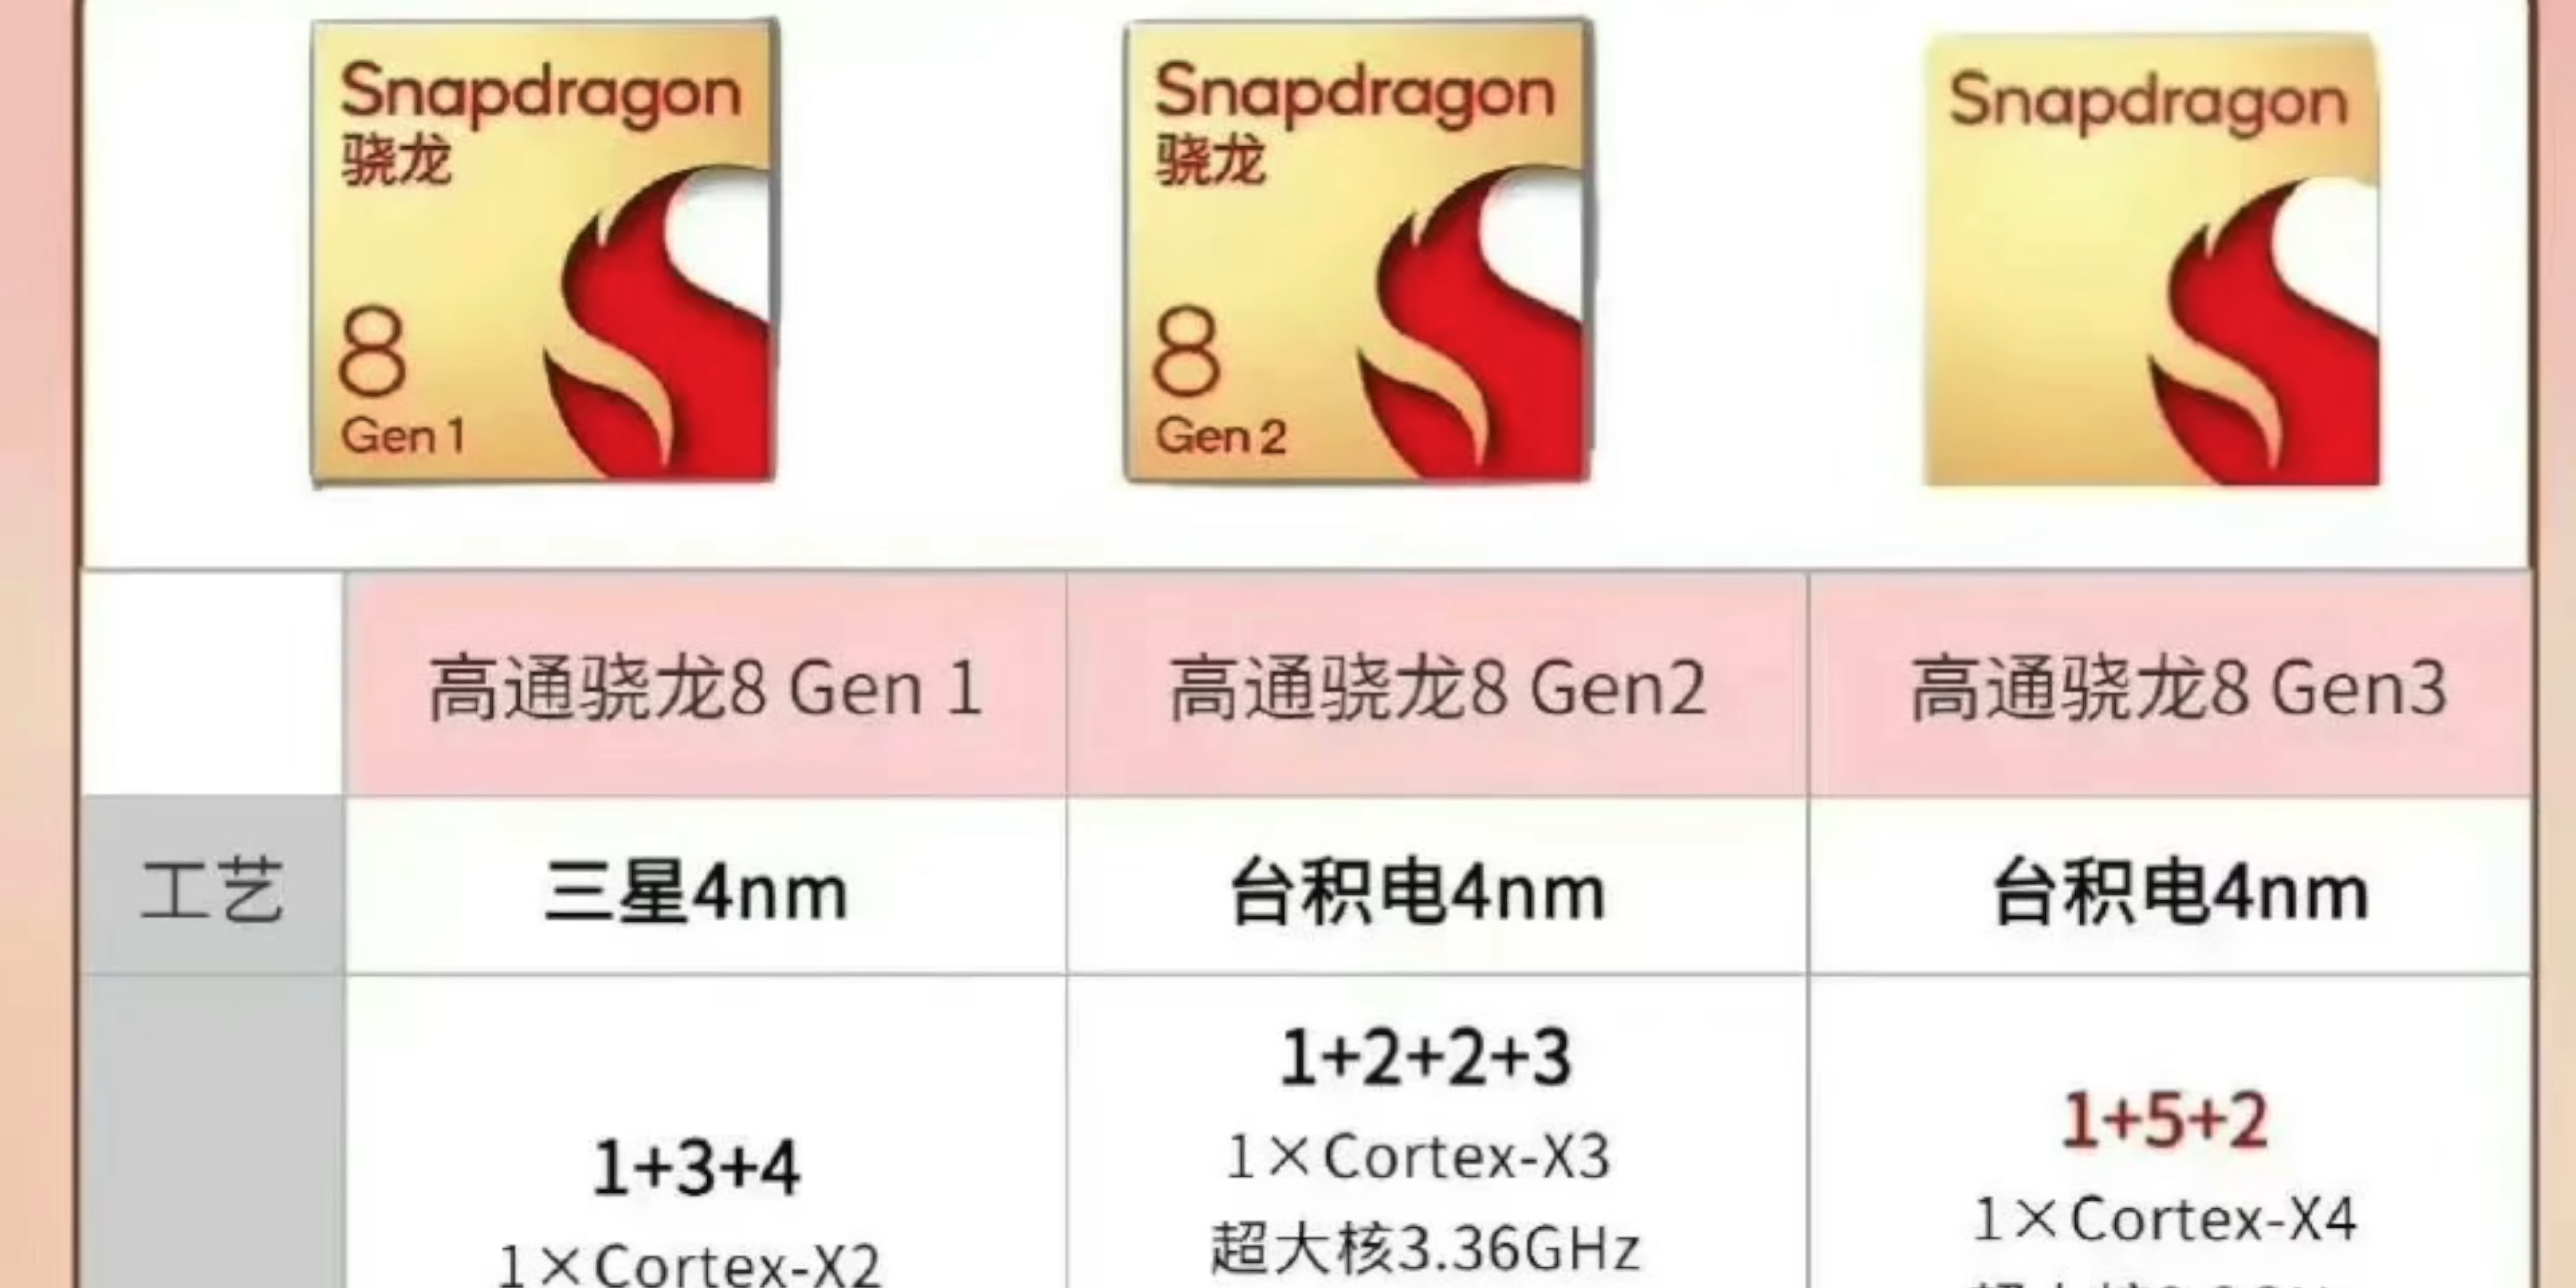 Snapdragon
骁龙
8
Gen 1
Snapdragon
骁龙
8
Gen 2
Snapdragon
高通骁龙8 Gen 1
高通骁龙8 Gen2
高通骁龙8 Gen3
工艺
三星4nm
台积电4nm
台积电4nm
1+3+4
1×Cortex-X2
1+2+2+3
1×Cortex-X3
超大核3.36GHz
1+5+2
1×Cortex-X4